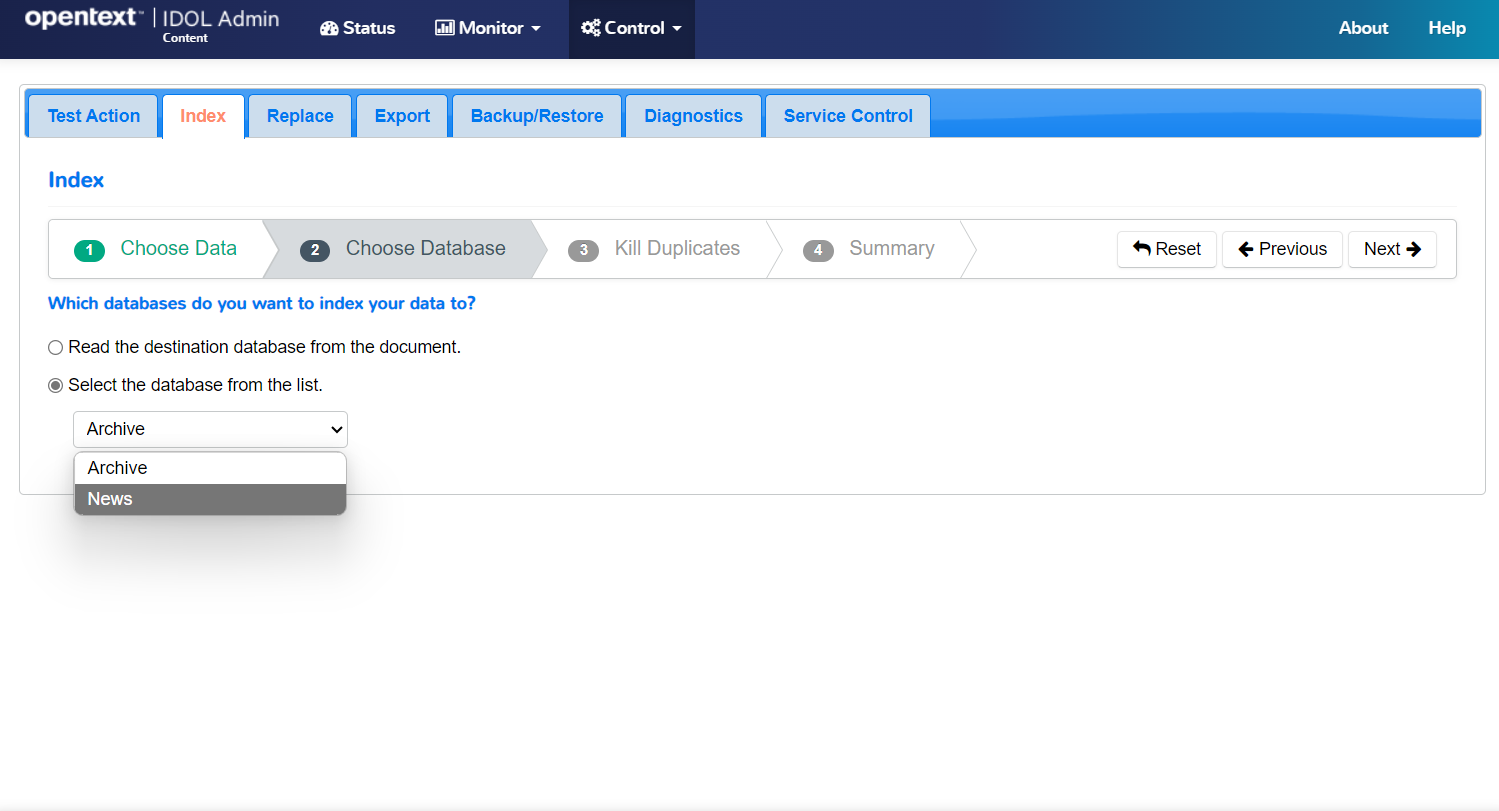 opentext™ | IDOL Admin
Content
Status
Monitor
Control
About
Help
Test Action
Index
Replace
Export
Backup/Restore
Diagnostics
Service Control
Index
1 Choose Data
2 Choose Database
3 Kill Duplicates
4 Summary
Reset
Previous
Next
Which databases do you want to index your data to?
Read the destination database from the document.
Select the database from the list.
Archive
Archive
News